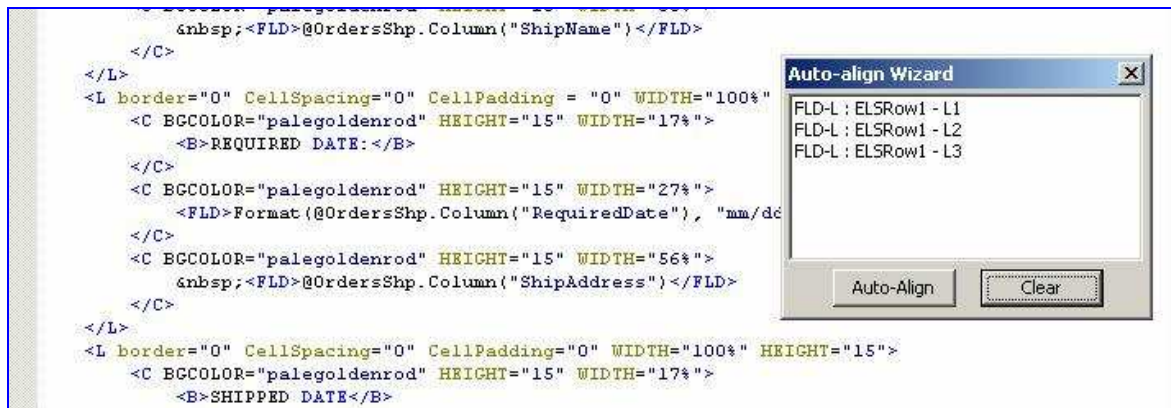 &nbsp;<FLD>@OrdersShp.Column("ShipName")</FLD>
</C>
</L>
<L border="0" CellSpacing="0" CellPadding = "0" WIDTH="100%"
<C BGCOLOR="palegoldenrod" HEIGHT="15" WIDTH="17%">
<B>REQUIRED DATE:</B>
</C>
<C BGCOLOR="palegoldenrod" HEIGHT="15" WIDTH="27%">
<FLD>Format(@OrdersShp.Column("RequiredDate"), "mm/dd
</C>
<C BGCOLOR="palegoldenrod" HEIGHT="15" WIDTH="56%">
&nbsp;<FLD>@OrdersShp.Column("ShipAddress")</FLD>
</C>
</L>
<L border="0" CellSpacing="0" CellPadding="0" WIDTH="100%" HEIGHT="15">
<C BGCOLOR="palegoldenrod" HEIGHT="15" WIDTH="17%">
<B>SHIPPED DATE</B>
Auto-align Wizard
FLD-L : ELSRow1 - L1
FLD-L : ELSRow1 - L2
FLD-L : ELSRow1 - L3
Auto-Align
Clear